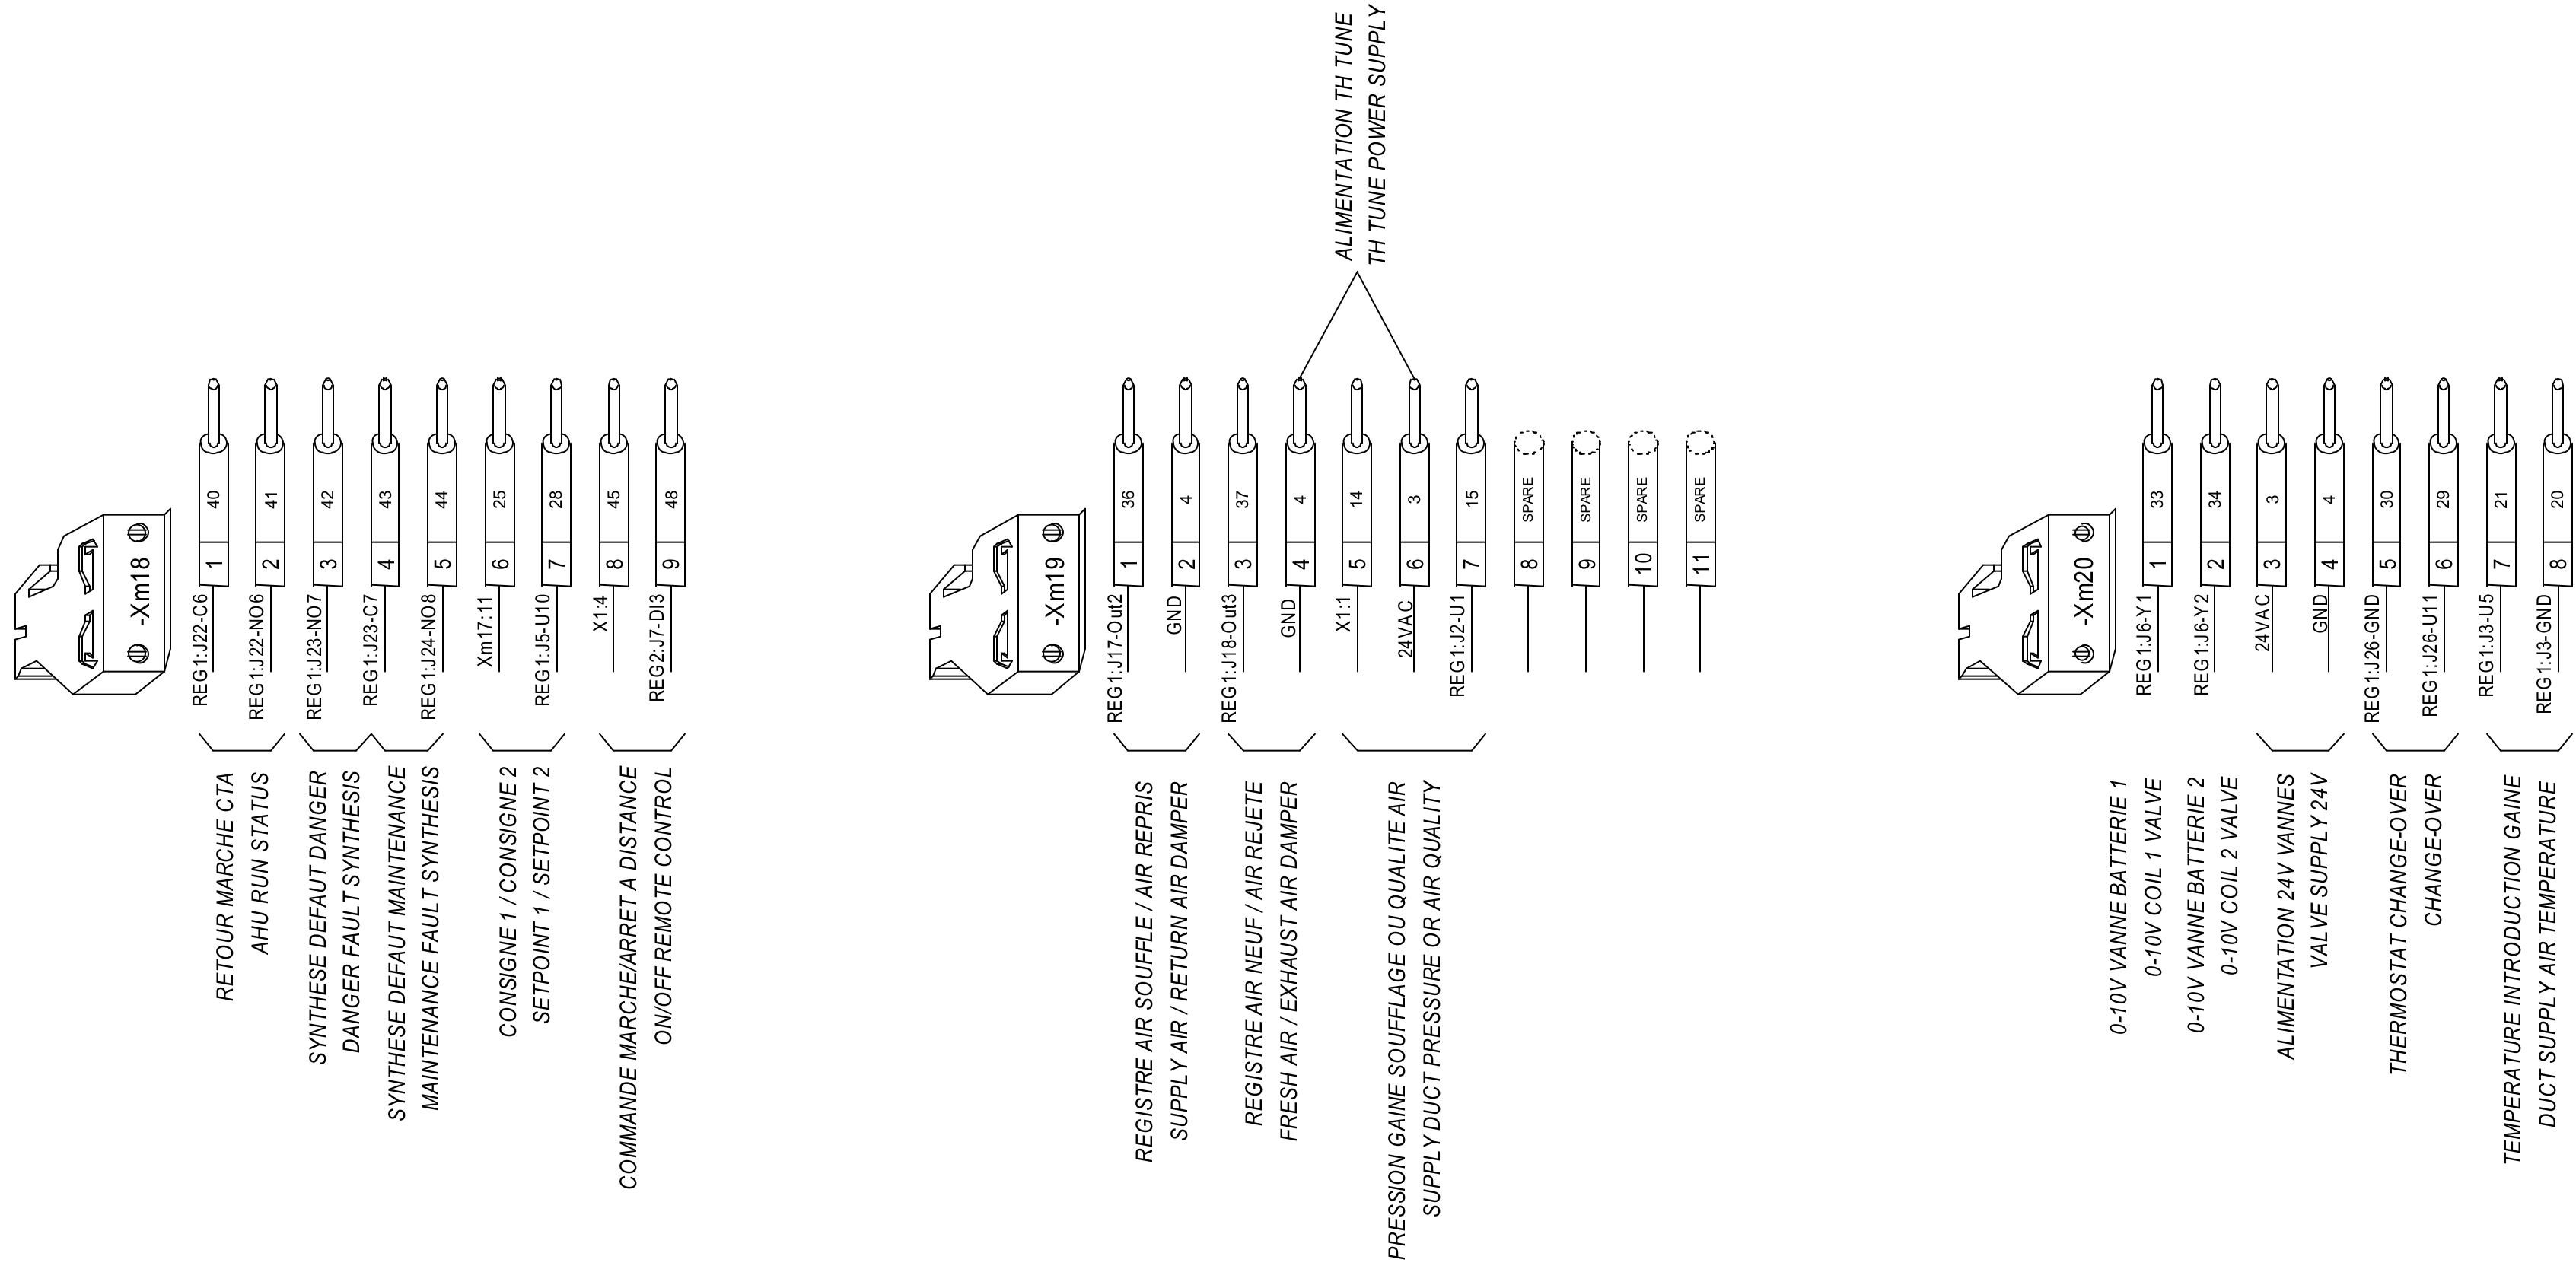 ALIMENTATION TH TUNE
TH TUNE POWER SUPPLY
-Xm18
40
41
42
43
44
25
28
45
48
1
2
3
4
5
6
7
8
9
REG1:J22-C6
REG1:J22-NO6
REG1:J23-NO7
REG1:J23-C7
REG1:J24-NO8
Xm17:11
REG1:J5-U10
X1:4
REG2:J7-DI3
RETOUR MARCHE CTA
AHU RUN STATUS
SYNTHESE DEFAUT DANGER
DANGER FAULT SYNTHESIS
SYNTHESE DEFAUT MAINTENANCE
MAINTENANCE FAULT SYNTHESIS
CONSIGNE 1 / CONSIGNE 2
SETPOINT 1 / SETPOINT 2
COMMANDE MARCHE/ARRET A DISTANCE
ON/OFF REMOTE CONTROL
-Xm19
36
4
37
4
14
3
15
SPARE
SPARE
SPARE
SPARE
1
2
3
4
5
6
7
8
9
10
11
REG1:J17-Out2
GND
REG1:J18-Out3
GND
X1:1
24VAC
REG1:J2-U1
REGISTRE AIR SOUFFLE / AIR REPRIS
SUPPLY AIR / RETURN AIR DAMPER
REGISTRE AIR NEUF / AIR REJETE
FRESH AIR / EXHAUST AIR DAMPER
PRESSION GAINE SOUFFLAGE OU QUALITE AIR
SUPPLY DUCT PRESSURE OR AIR QUALITY
-Xm20
33
34
3
4
30
29
21
20
1
2
3
4
5
6
7
8
REG1:J6-Y1
REG1:J6-Y2
24VAC
GND
REG1:J26-GND
REG1:J26-U11
REG1:J3-U5
REG1:J3-GND
0-10V VANNE BATTERIE 1
0-10V COIL 1 VALVE
0-10V VANNE BATTERIE 2
0-10V COIL 2 VALVE
ALIMENTATION 24V VANNES
VALVE SUPPLY 24V
THERMOSTAT CHANGE-OVER
CHANGE-OVER
TEMPERATURE INTRODUCTION GAINE
DUCT SUPPLY AIR TEMPERATURE